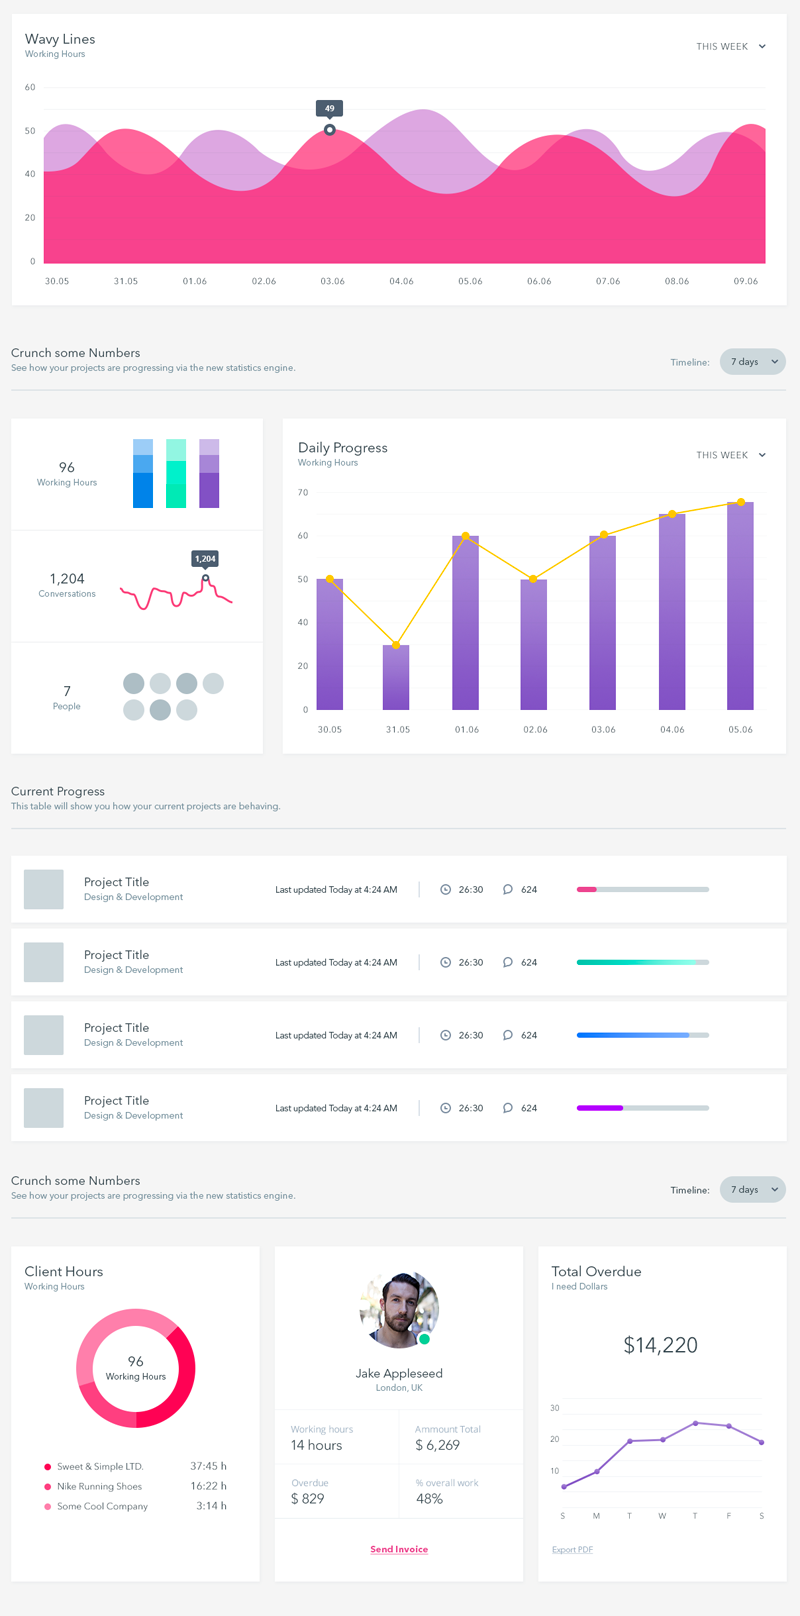 Wavy Lines
Working Hours
THIS WEEK
60
50
40
20
0
49
30.05 31.05 01.06 02.06 03.06 04.06 05.06 06.06 07.06 08.06 09.06
Crunch some Numbers
See how your projects are progressing via the new statistics engine.
Timeline: 7 days
96
Working Hours
1,204
Conversations
1,204
7
People
Daily Progress
Working Hours
THIS WEEK
70
60
50
40
20
0
30.05 31.05 01.06 02.06 03.06 04.06 05.06
Current Progress
This table will show you how your current projects are behaving.
Project Title
Design & Development
Last updated Today at 4:24 AM 26:30 624
Project Title
Design & Development
Last updated Today at 4:24 AM 26:30 624
Project Title
Design & Development
Last updated Today at 4:24 AM 26:30 624
Project Title
Design & Development
Last updated Today at 4:24 AM 26:30 624
Crunch some Numbers
See how your projects are progressing via the new statistics engine.
Timeline: 7 days
Client Hours
Working Hours
96
Working Hours
Sweet & Simple LTD. 37:45 h
Nike Running Shoes 16:22 h
Some Cool Company 3:14 h
Jake Appleseed
London, UK
Working hours
14 hours
Ammount Total
$ 6,269
Overdue
$ 829
% overall work
48%
Send Invoice
Total Overdue
I need Dollars
$14,220
30
20
10
S M T W T F S
Export PDF